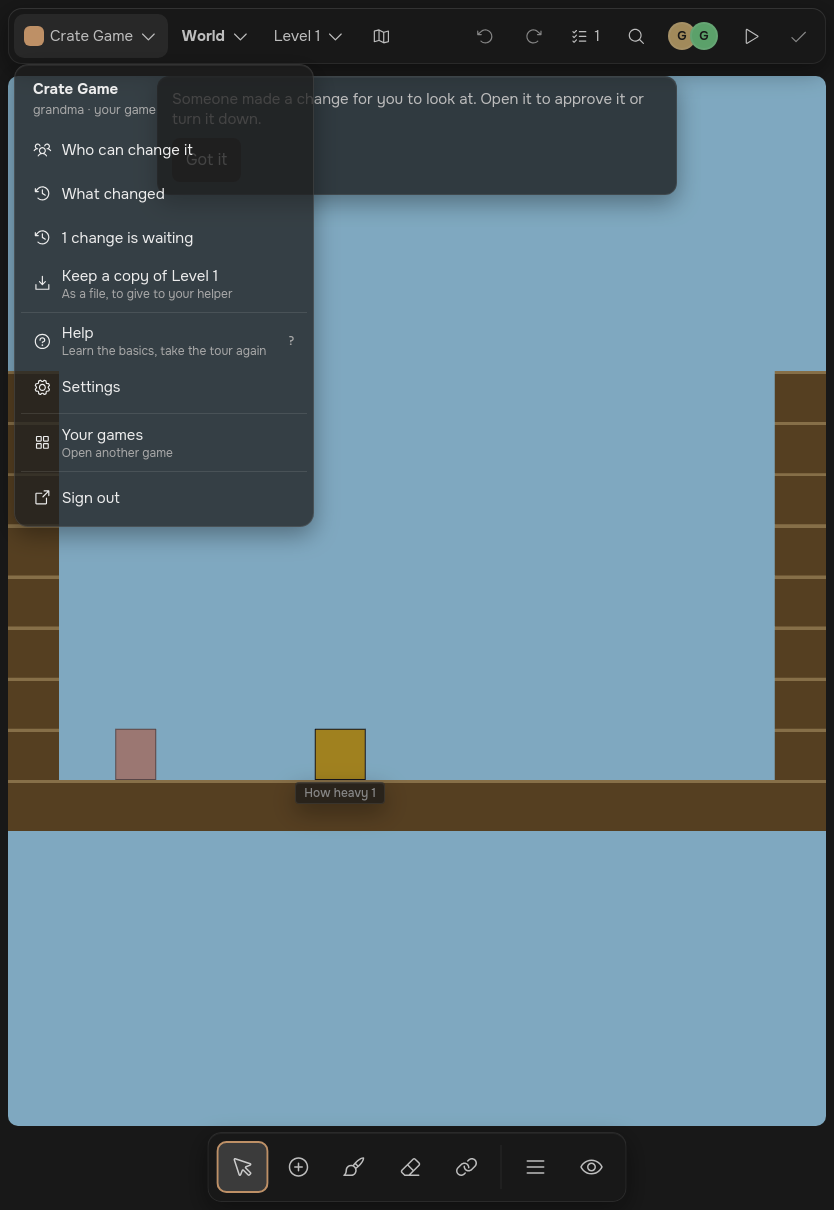 Crate Game
World
Level 1
1
G
G
Crate Game
grandma · your game
Someone made a change for you to look at. Open it to approve it or
turn it down.
Got it
Who can change it
What changed
1 change is waiting
Keep a copy of Level 1
As a file, to give to your helper
Help
Learn the basics, take the tour again
?
Settings
Your games
Open another game
Sign out
How heavy 1